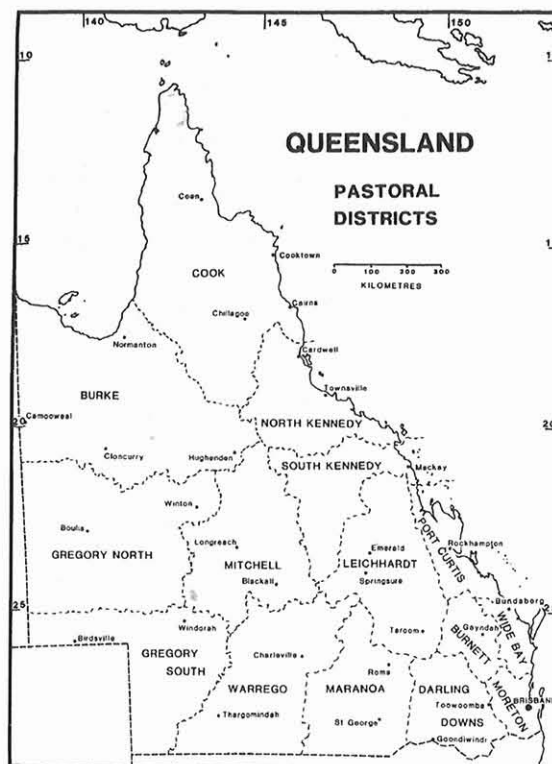 140 145 150
10
QUEENSLAND
PASTORAL
DISTRICTS
Coen
15
Cooktown
0 100 200 300
KILOMETRES
COOK
Cairns
Chillagoe
Normanton
Cardwell
Townsville
BURKE
Camooweal
20 20
NORTH KENNEDY
Cloncurry
Hughenden
SOUTH KENNEDY
Mackay
Winton
Boulia
PORT CURTIS
Longreach
Emerald
Rockhampton
GREGORY NORTH
MITCHELL
LEICHHARDT
Blackall
Springsure
25
Bundaberg
Windorah
Taroom
Gayndah
BURNETT
WIDE BAY
Birdsville
GREGORY
SOUTH
Charleville
Roma
WARREGO
MARANOA
DARLING
DOWNS
MORETON
Toowoomba
BRISBANE
Thargomindah
St George
Goondiwindi